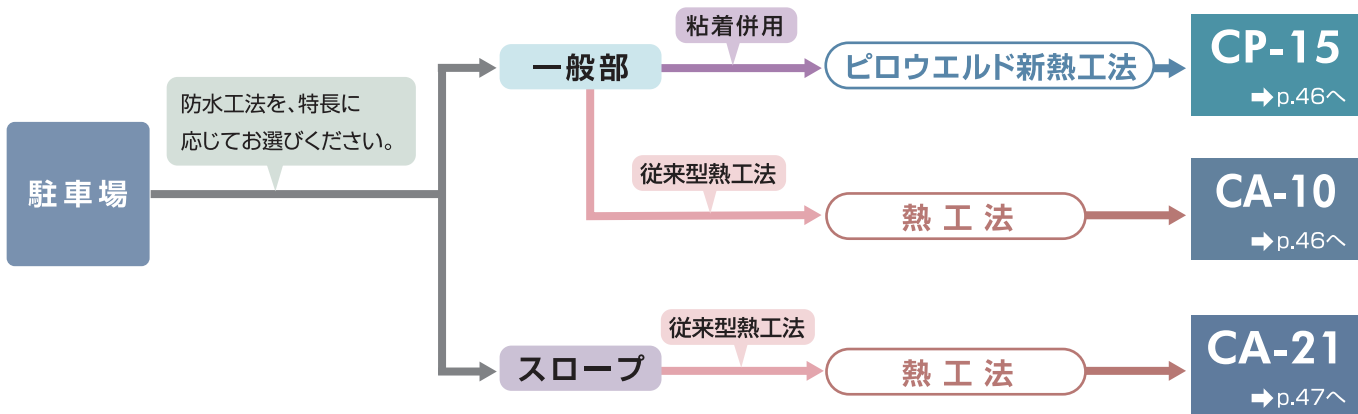 駐車場
防水工法を、特長に
応じてお選びください。
一般部
粘着併用
ピロウエルド新熱工法
CP-15
➡p.46へ
従来型熱工法
熱工法
CA-10
➡p.46へ
スロープ
従来型熱工法
熱工法
CA-21
➡p.47へ